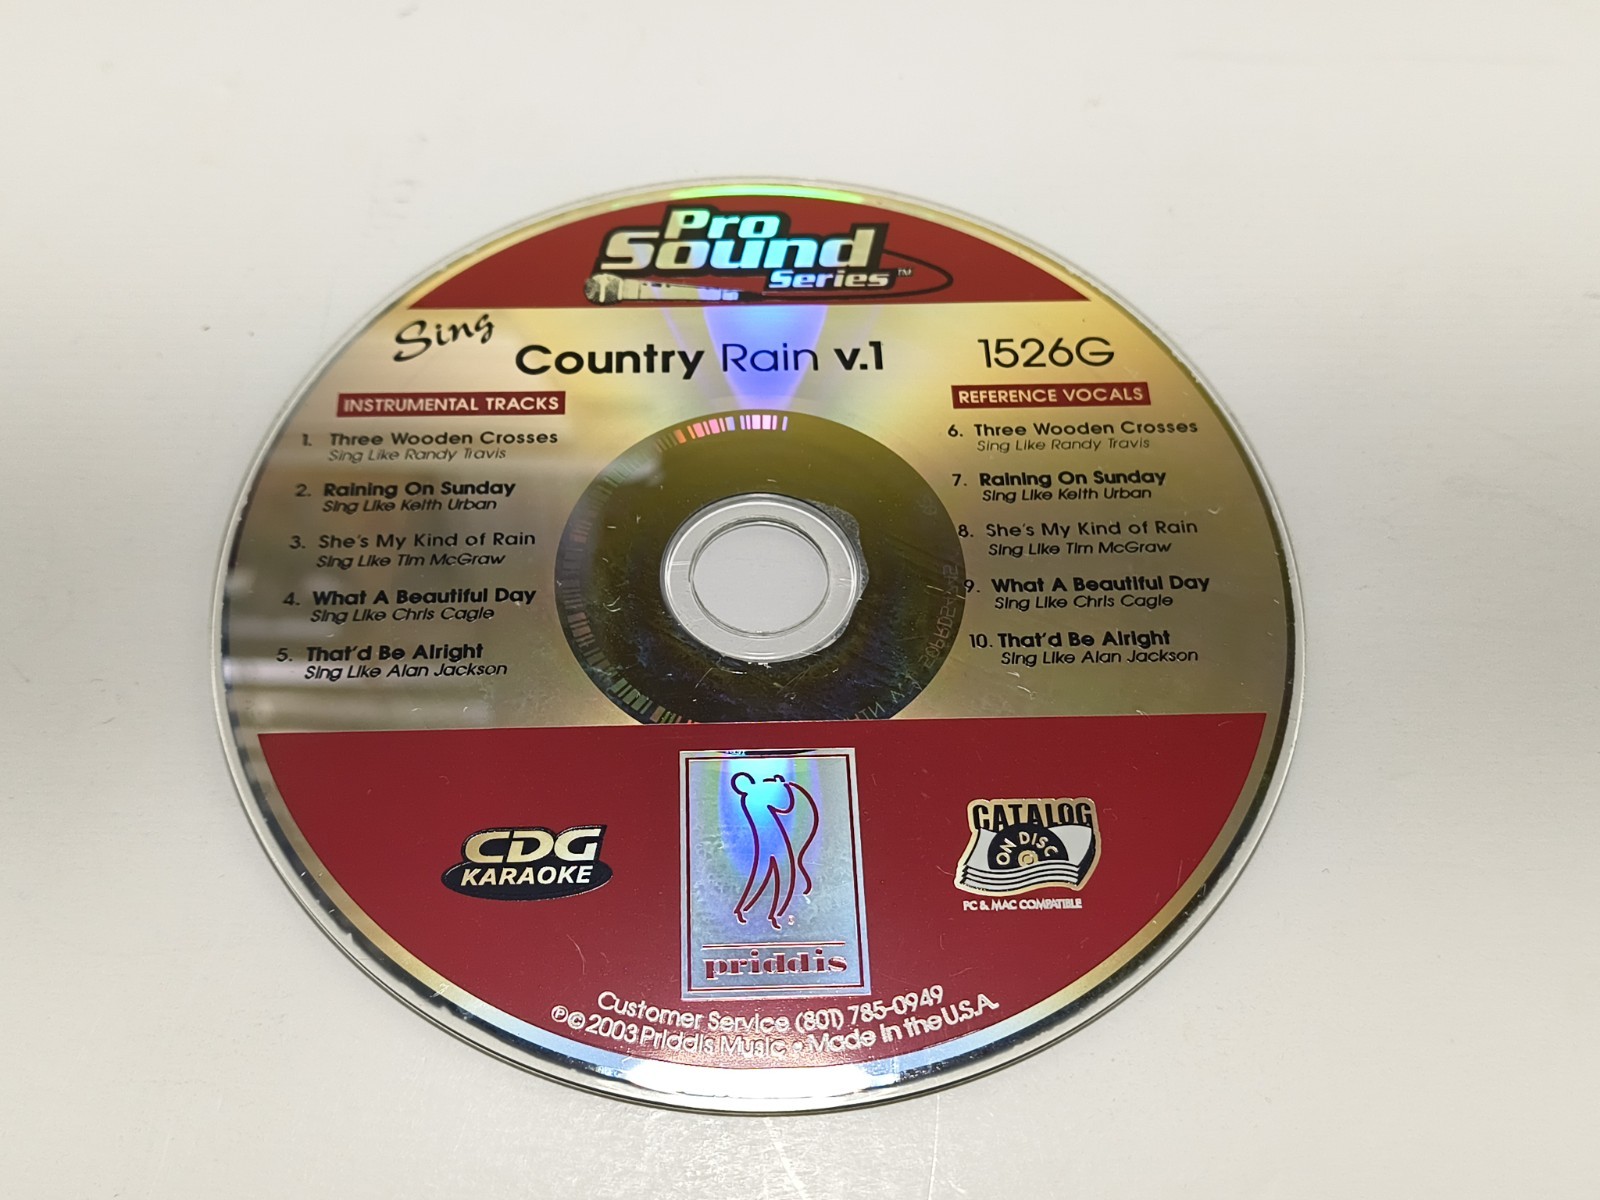 Pro
Sound
Series™
Sing
Country Rain v.1
1526G
INSTRUMENTAL TRACKS
1. Three Wooden Crosses
Sing Like Randy Travis
2. Raining On Sunday
Sing Like Keith Urban
3. She's My Kind of Rain
Sing Like Tim McGraw
4. What A Beautiful Day
Sing Like Chris Cagle
5. That'd Be Alright
Sing Like Alan Jackson
REFERENCE VOCALS
6. Three Wooden Crosses
Sing Like Randy Travis
7. Raining On Sunday
Sing Like Keith Urban
8. She's My Kind of Rain
Sing Like Tim McGraw
9. What A Beautiful Day
Sing Like Chris Cagle
10. That'd Be Alright
Sing Like Alan Jackson
CDG
KARAOKE
priddis
CATALOG
ON DISC
PC & MAC COMPATIBLE
Customer Service (801) 785-0949
℗© 2003 Priddis Music • Made in the U.S.A.